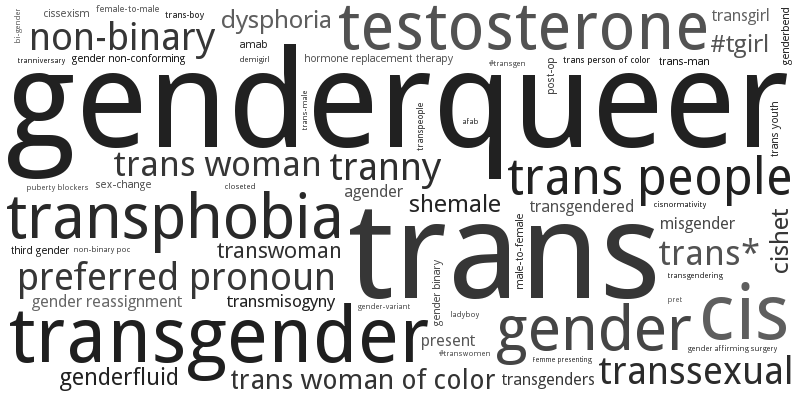 bi-gender
cissexism
female-to-male
trans-boy
dysphoria
testosterone
transgirl
genderbend
non-binary
amab
#tgirl
tranniversary
gender non-conforming
demigirl
hormone replacement therapy
#transgen
post-op
trans person of color
trans-man
genderqueer
trans-male
transpeople
afab
trans youth
trans woman
tranny
trans people
puberty blockers
sex-change
closeted
agender
shemale
transgendered
cisnormativity
transphobia
trans
male-to-female
misgender
cishet
third gender
non-binary poc
transwoman
trans*
preferred pronoun
gender binary
transgendering
gender reassignment
transmisogyny
gender-variant
ladyboy
pret
cis
transgender
present
gender
#transwomen
Femme presenting
gender affirming surgery
genderfluid
trans woman of color
transgenders
transsexual